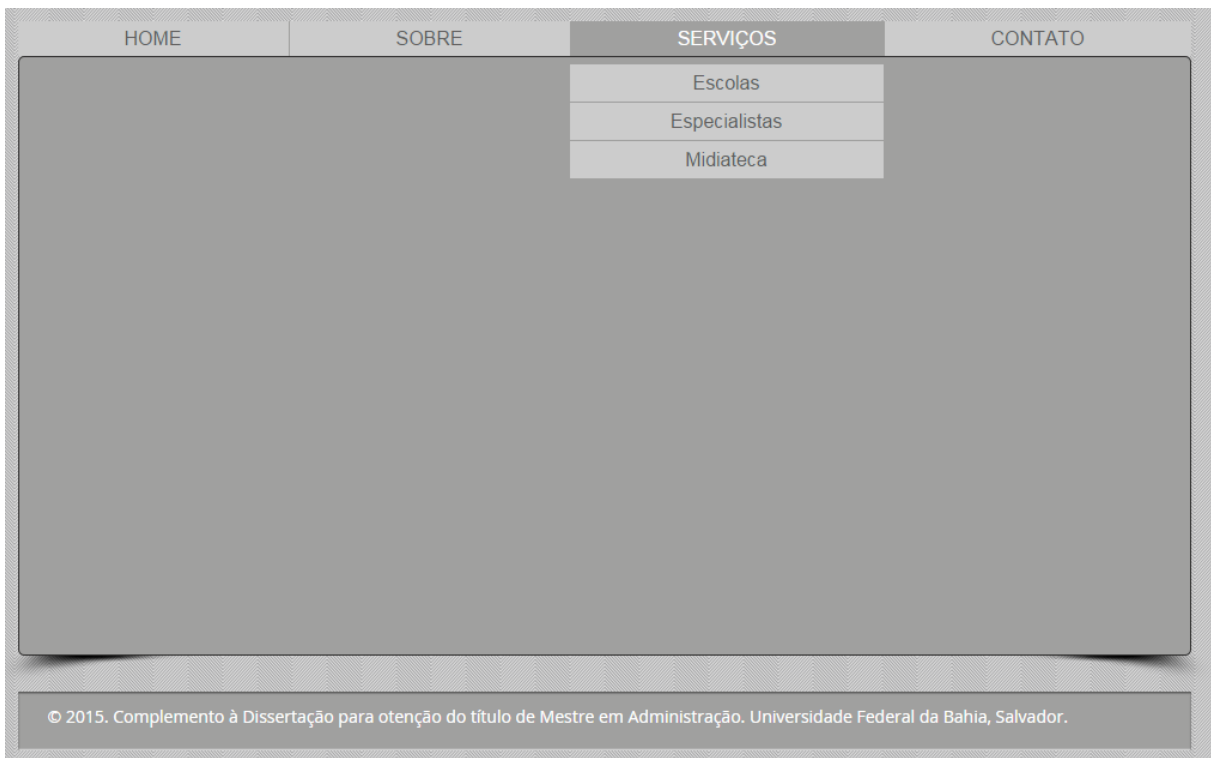 HOME SOBRE SERVIÇOS CONTATO
Escolas
Especialistas
Midiateca
© 2015. Complemento à Dissertação para otenção do título de Mestre em Administração. Universidade Federal da Bahia, Salvador.